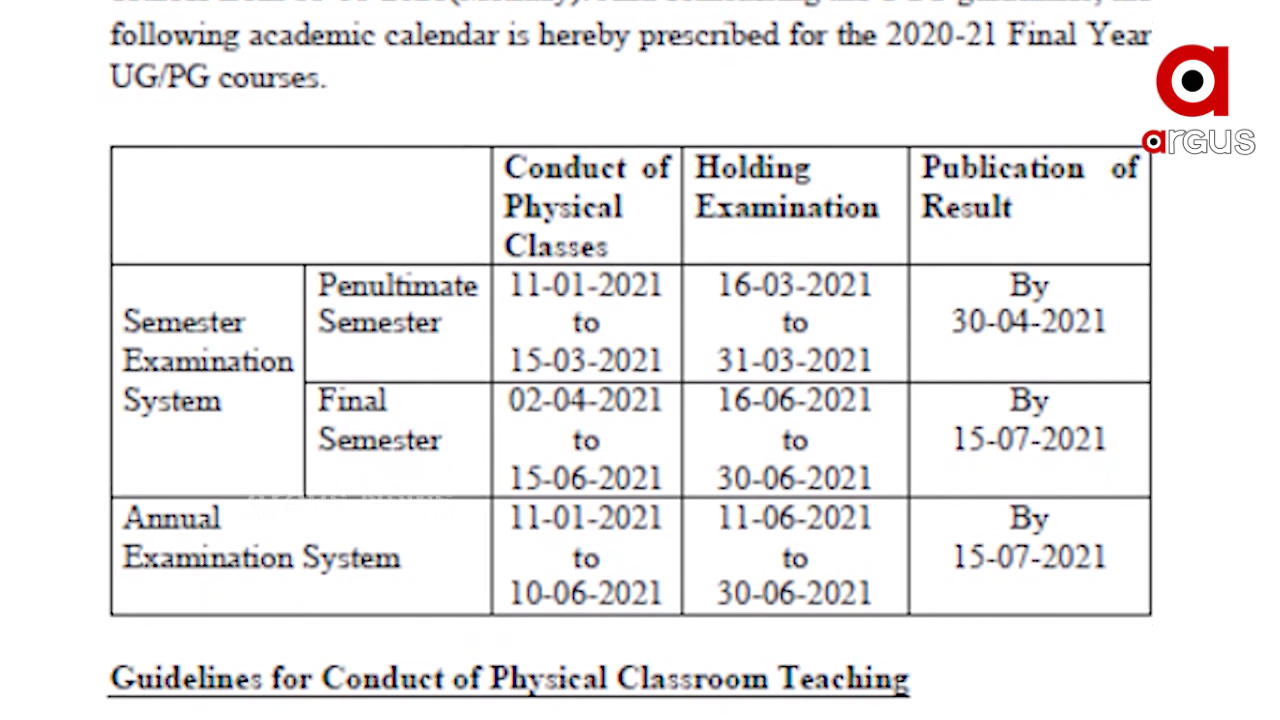 following academic calendar is hereby prescribed for the 2020-21 Final Year
UG/PG courses.
argus
Conduct of Physical Classes
Holding Examination
Publication of Result
Semester Examination System
Penultimate Semester
11-01-2021 to 15-03-2021
16-03-2021 to 31-03-2021
By 30-04-2021
Final Semester
02-04-2021 to 15-06-2021
16-06-2021 to 30-06-2021
By 15-07-2021
Annual Examination System
11-01-2021 to 10-06-2021
11-06-2021 to 30-06-2021
By 15-07-2021
Guidelines for Conduct of Physical Classroom Teaching